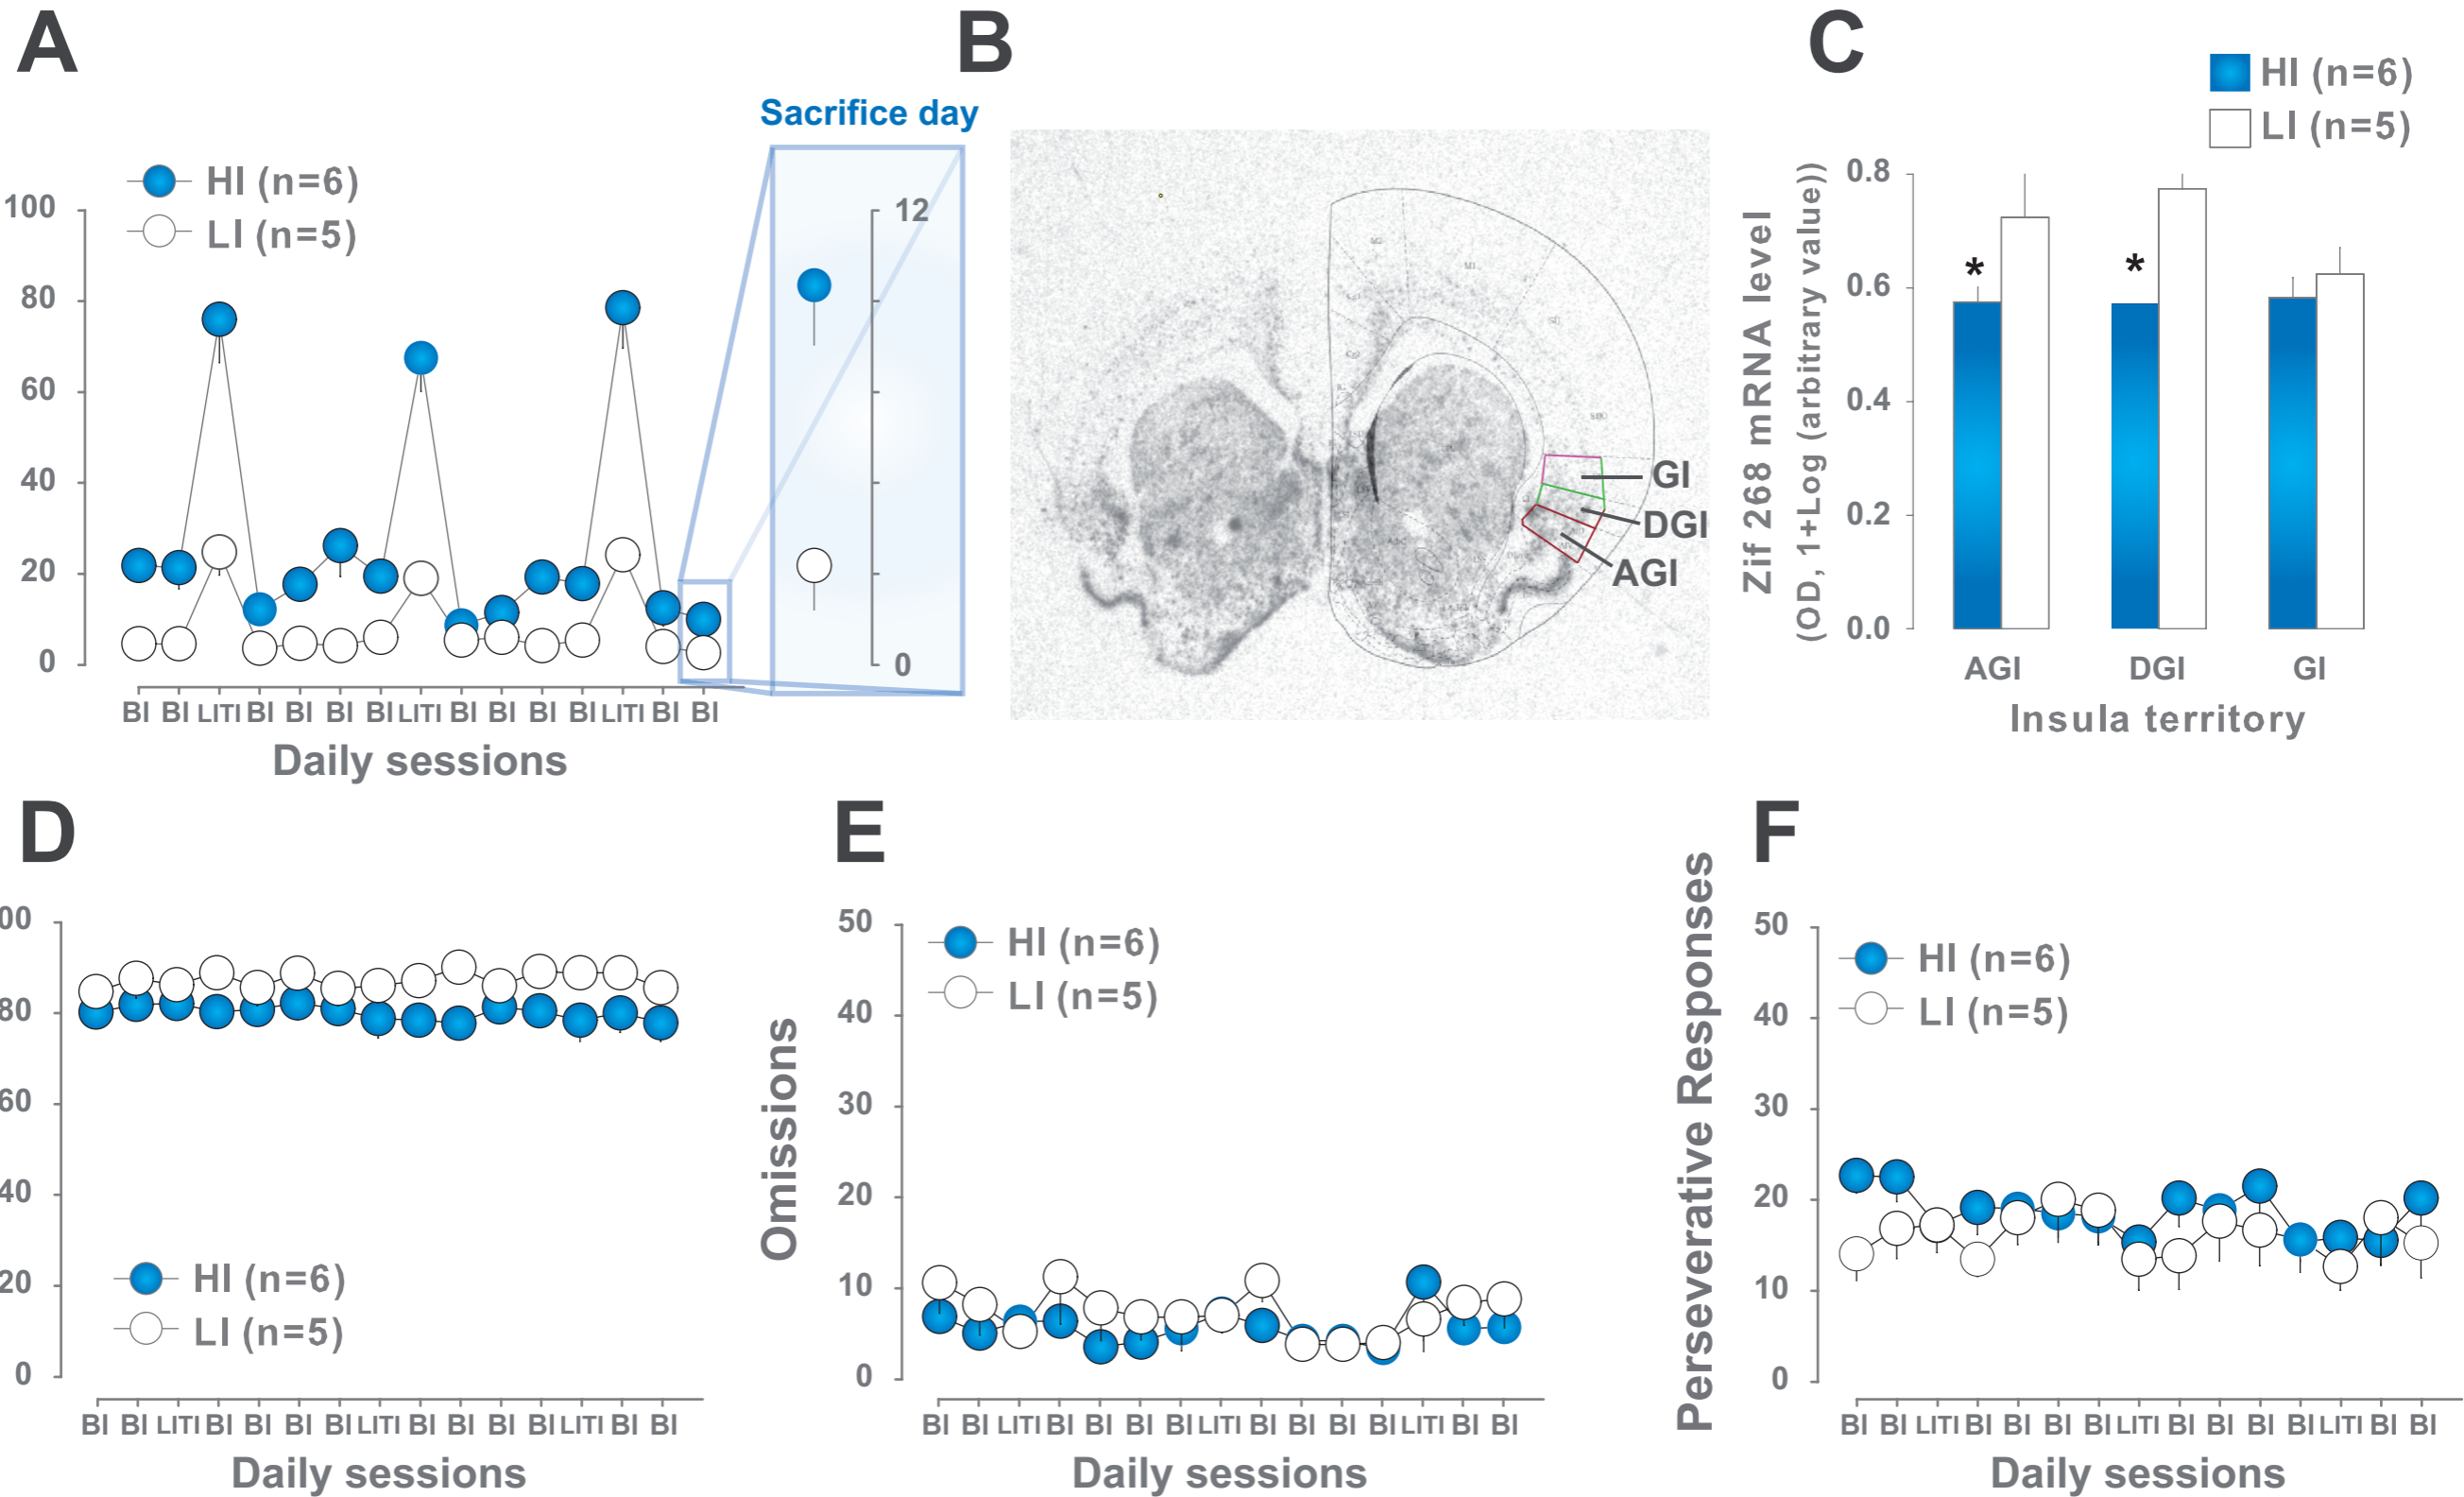 A
HI (n=6)
LI (n=5)
100
80
60
40
20
0
Sacrifice day
12
0
BI BI LITI BI BI BI BI LITI BI BI BI BI LITI BI BI
Daily sessions
B
GI
DGI
AGI
C
HI (n=6)
LI (n=5)
Zif 268 mRNA level
(OD, 1+Log (arbitrary value))
0.8
0.6
0.4
0.2
0.0
*
*
AGI DGI GI
Insula territory
D
00
80
60
40
20
0
HI (n=6)
LI (n=5)
BI BI LITI BI BI BI BI LITI BI BI BI BI LITI BI BI
Daily sessions
E
Omissions
50
40
30
20
10
0
HI (n=6)
LI (n=5)
BI BI LITI BI BI BI BI LITI BI BI BI BI LITI BI BI
Daily sessions
F
Perseverative Responses
50
40
30
20
10
0
HI (n=6)
LI (n=5)
BI BI LITI BI BI BI BI LITI BI BI BI BI LITI BI BI
Daily sessions